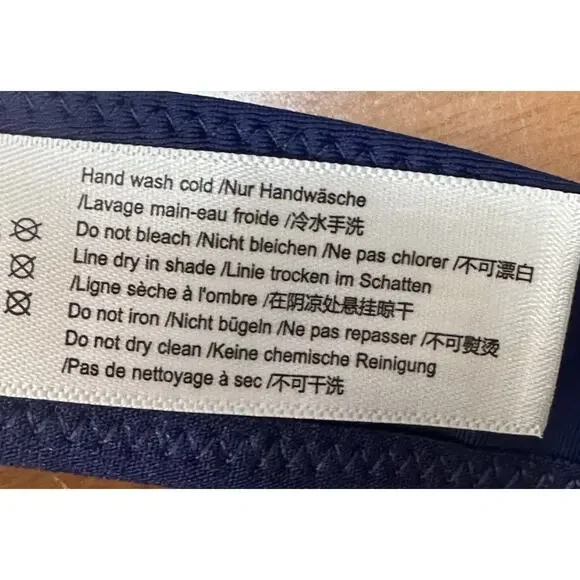 Hand wash cold /Nur Handwäsche
/Lavage main-eau froide /冷水手洗
Do not bleach /Nicht bleichen /Ne pas chlorer /不可漂白
Line dry in shade /Linie trocken im Schatten
/Ligne sèche à l'ombre /在阴凉处悬挂晾干
Do not iron /Nicht bügeln /Ne pas repasser /不可熨烫
Do not dry clean /Keine chemische Reinigung
/Pas de nettoyage à sec /不可干洗